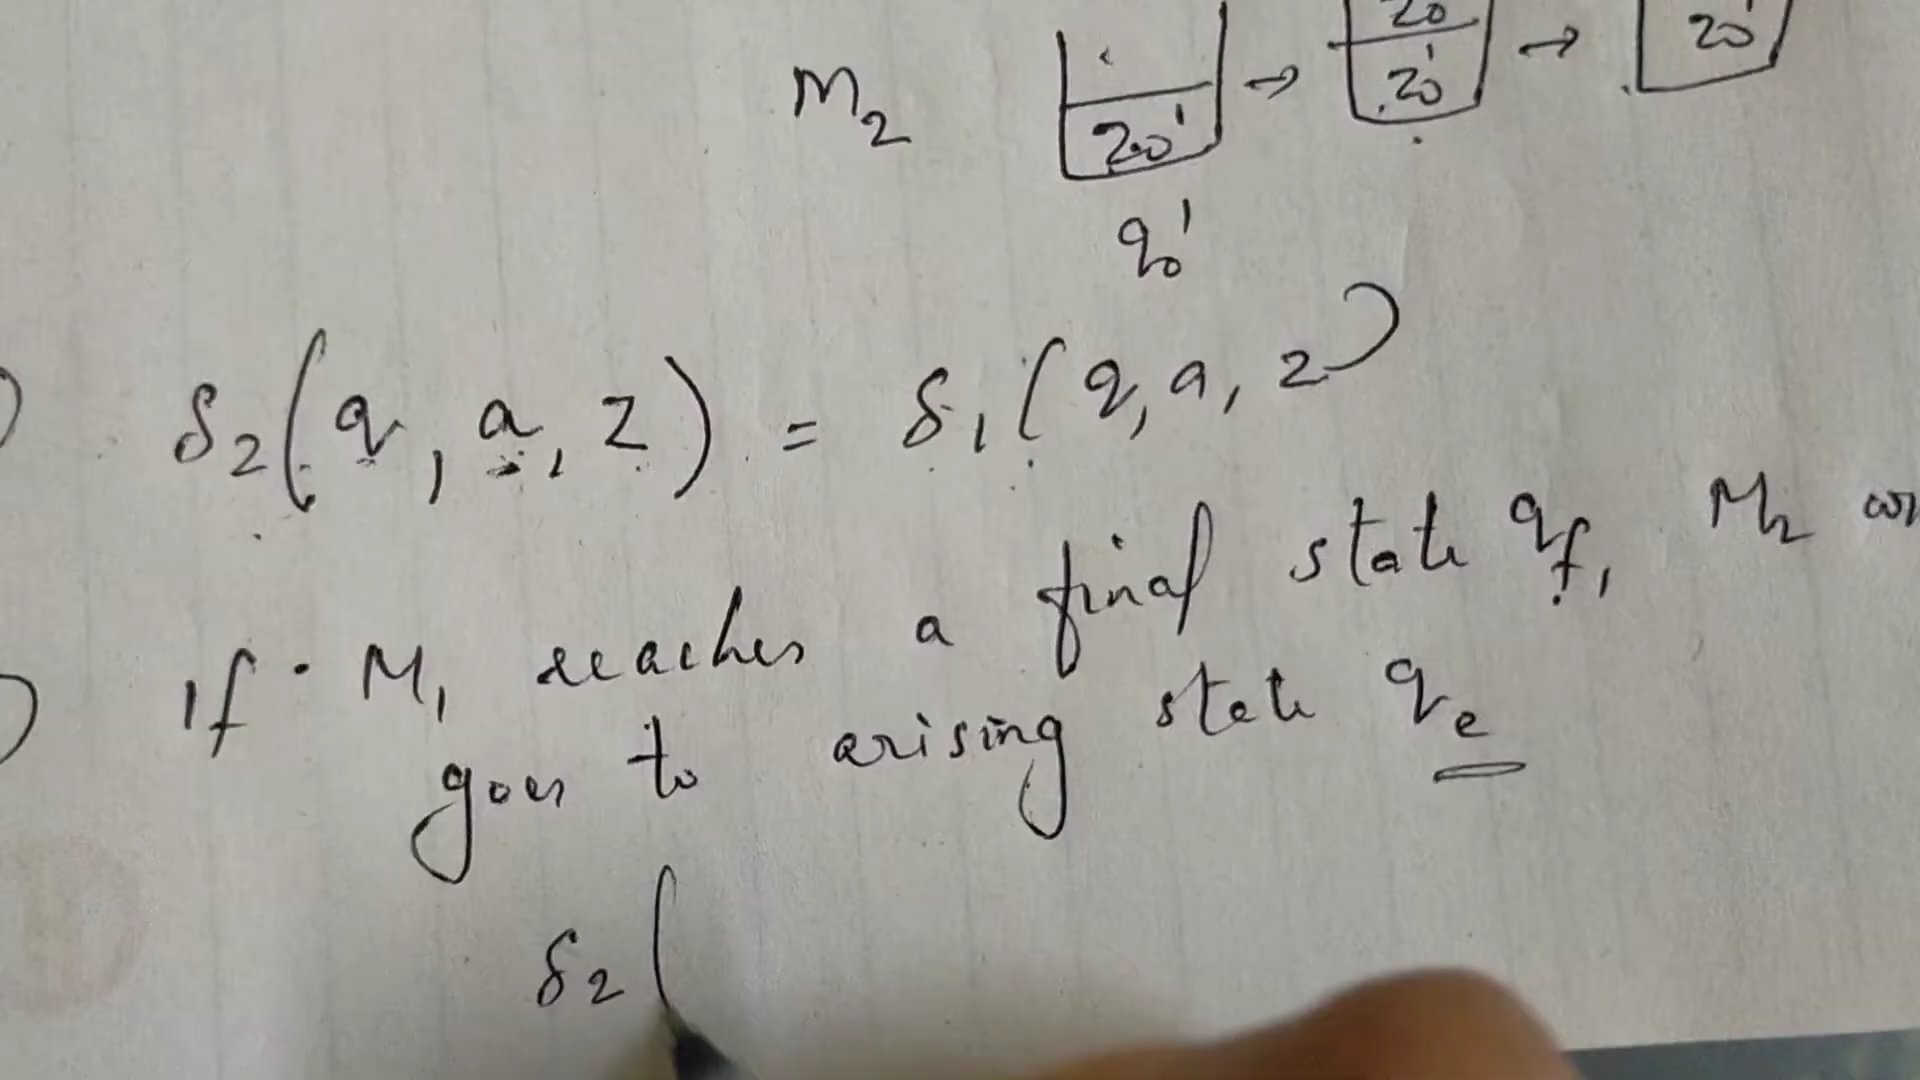 z0 z0'
M2 z0' → z0' →
q0'
) δ2(q, a, z) = δ1(q, a, z)
) If M1 reaches a final state qf, M2
goes to arising state qe
δ2(